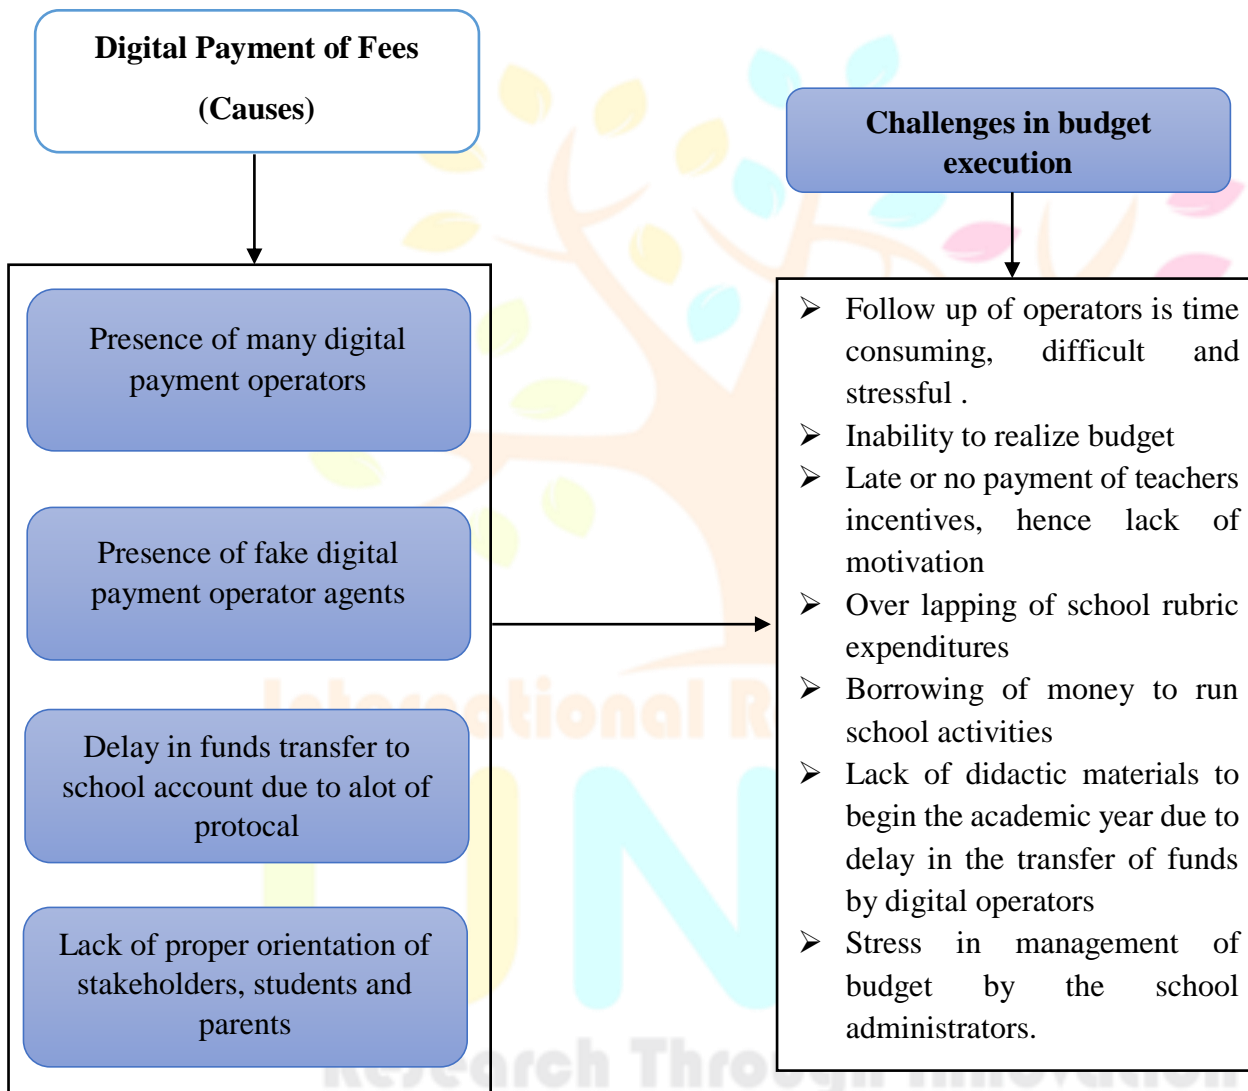 Digital Payment of Fees
(Causes)
Presence of many digital
payment operators
Presence of fake digital
payment operator agents
Delay in funds transfer to
school account due to alot of
protocal
Lack of proper orientation of
stakeholders, students and
parents
Challenges in budget
execution
➢ Follow up of operators is time
consuming, difficult and
stressful .
➢ Inability to realize budget
➢ Late or no payment of teachers
incentives, hence lack of
motivation
➢ Over lapping of school rubric
expenditures
➢ Borrowing of money to run
school activities
➢ Lack of didactic materials to
begin the academic year due to
delay in the transfer of funds
by digital operators
➢ Stress in management of
budget by the school
administrators.
International R
Research Through Innovation